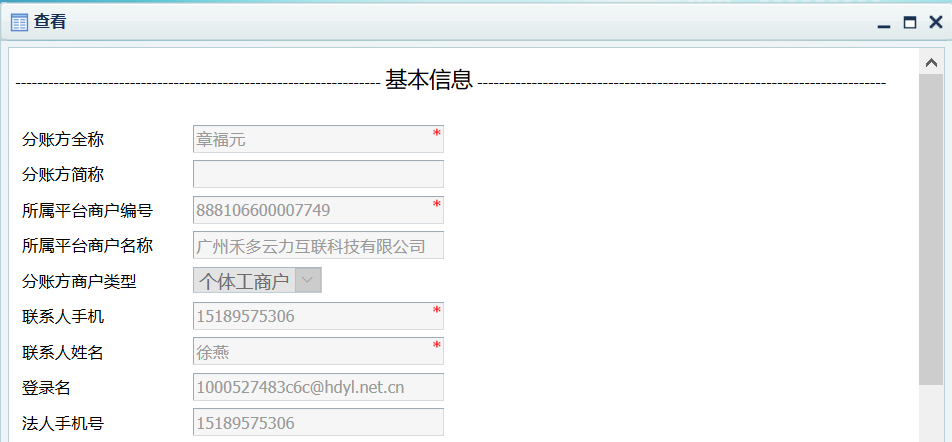 查看
基本信息
分账方全称 章福元 *
分账方简称
所属平台商户编号 888106600007749 *
所属平台商户名称 广州禾多云力互联科技有限公司
分账方商户类型 个体工商户
联系人手机 15189575306 *
联系人姓名 徐燕 *
登录名 1000527483c6c@hdyl.net.cn
法人手机号 15189575306